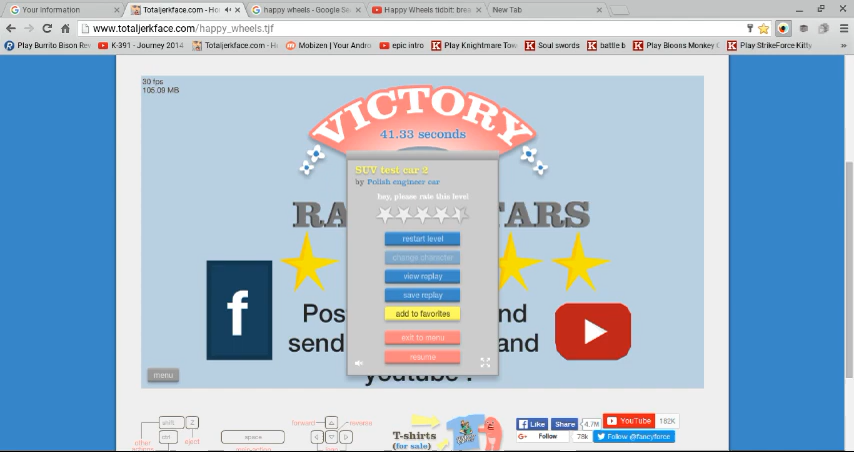 Your Information
Totaljerkface.com - H
happy wheels - Google Se
Happy Wheels tidbit: brea
New Tab
www.totaljerkface.com/happy_wheels.tjf
Play Burrito Bison Rev
K-391 - Journey 2014
Totaljerkface.com - H
Mobizen | Your Andro
epic intro
Play Knightmare Tow
Soul swords
battle b
Play Bloons Monkey C
Play StrikeForce Kitty
30 fps
105.09 MB
VICTORY
41.33 seconds
SUV test car 2
by Polish engineer car
hey, please rate this level
RA TARS
restart level
change character
view replay
save replay
add to favorites
exit to menu
resume
f
Pos nd
send and
youtube .
menu
shift Z
ctrl
eject
other
space
forward
reverse
T-shirts
(for sale)
Like
Share
4.7M
YouTube
182K
G+ Follow
78k
Follow @fancyforce